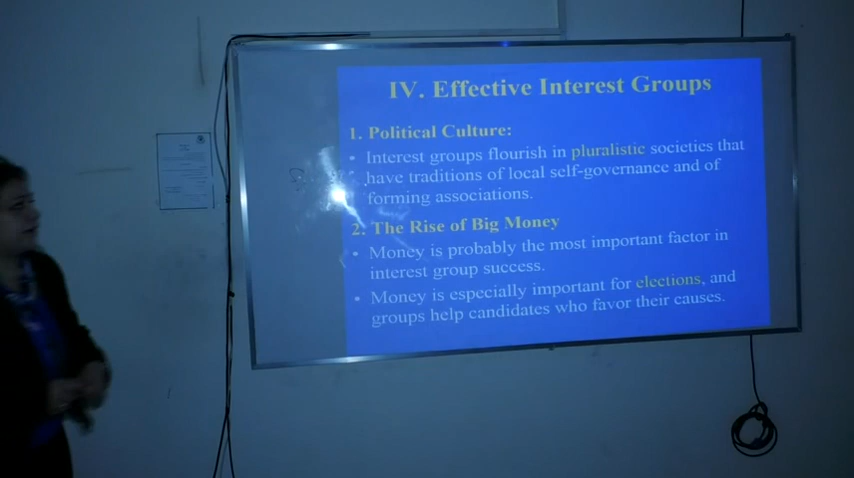 IV. Effective Interest Groups
1. Political Culture:
• Interest groups flourish in pluralistic societies that
have traditions of local self-governance and of
forming associations.
2. The Rise of Big Money
• Money is probably the most important factor in
interest group success.
• Money is especially important for elections, and
groups help candidates who favor their causes.